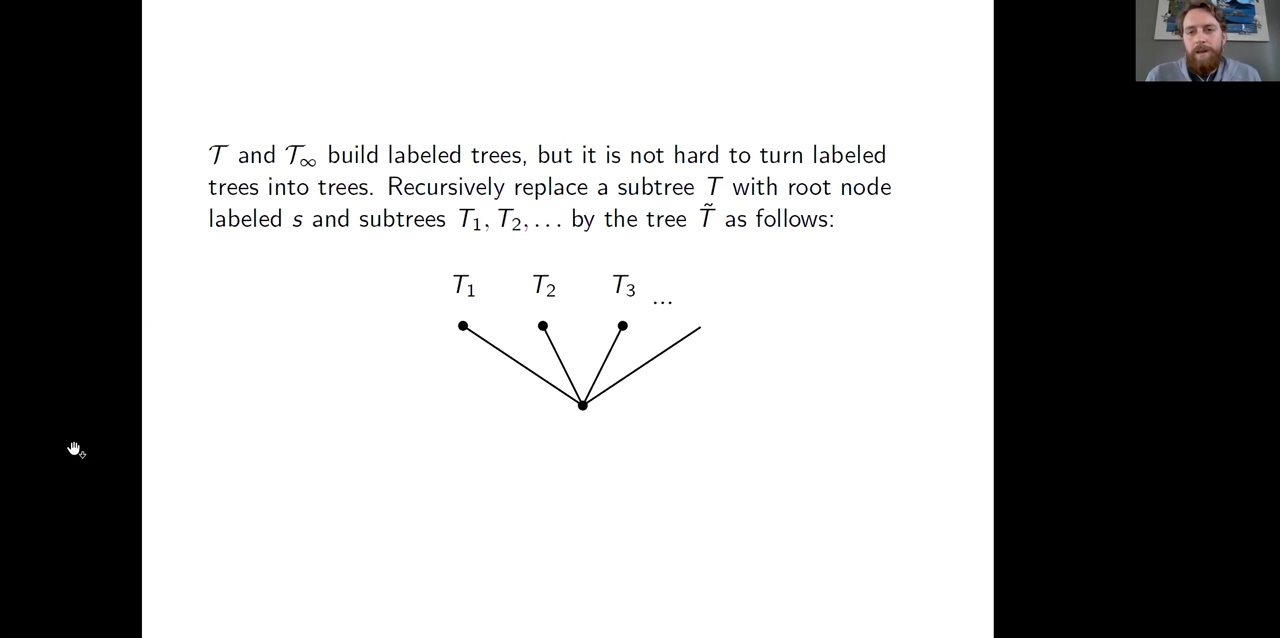 𝒯 and 𝒯∞ build labeled trees, but it is not hard to turn labeled
trees into trees. Recursively replace a subtree T with root node
labeled s and subtrees T₁, T₂, . . . by the tree T̃ as follows:
T₁ T₂ T₃ ...